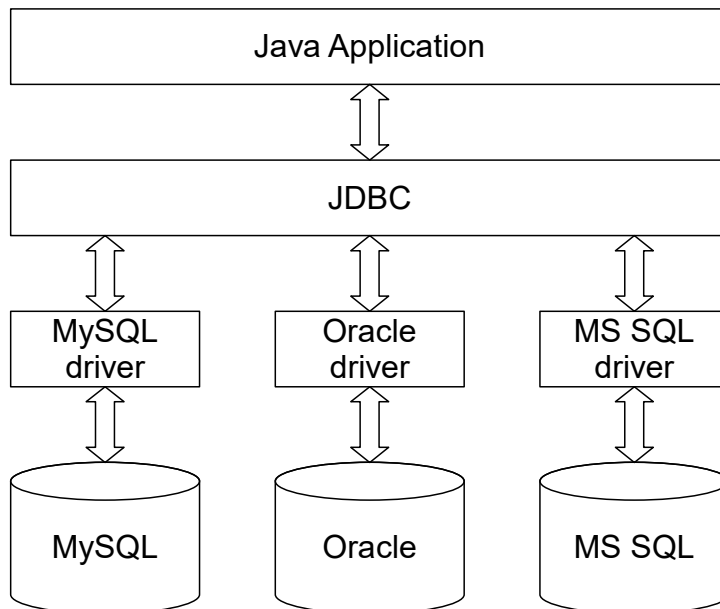 Java Application
JDBC
MySQL
driver
Oracle
driver
MS SQL
driver
MySQL
Oracle
MS SQL